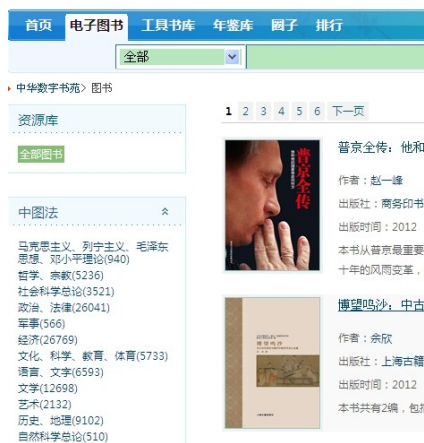 首页 电子图书 工具书库 年鉴库 圈子 排行
全部
中华数字书苑> 图书
资源库
全部图书
中图法
马克思主义、列宁主义、毛泽东
思想、邓小平理论(940)
哲学、宗教(5236)
社会科学总论(3521)
政治、法律(26041)
军事(566)
经济(26769)
文化、科学、教育、体育(5733)
语言、文字(6593)
文学(12698)
艺术(2132)
历史、地理(9102)
自然科学总论(510)
1 2 3 4 5 6 下一页
普京全传
普京全传：他和
作者：赵一峰
出版社：商务印书
出版时间：2012
本书从普京最重要
十年的风雨变革，
博望鸣沙
博望鸣沙：中古
作者：余欣
出版社：上海古籍
出版时间：2012
本书共有2编，包括